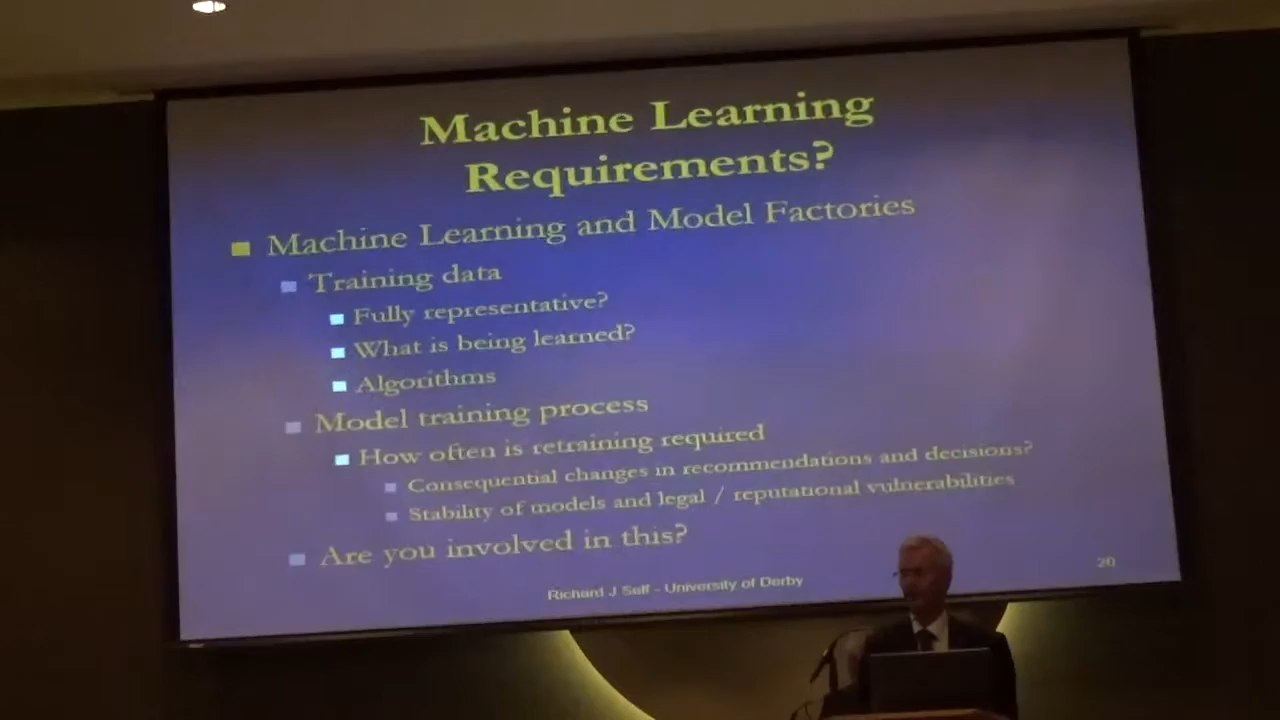 Machine Learning
Requirements?
Machine Learning and Model Factories
Training data
Fully representative?
What is being learned?
Algorithms
Model training process
How often is retraining required
Consequential changes in recommendations and decisions?
Stability of models and legal / reputational vulnerabilities
Are you involved in this?
Richard J Self - University of Derby
20